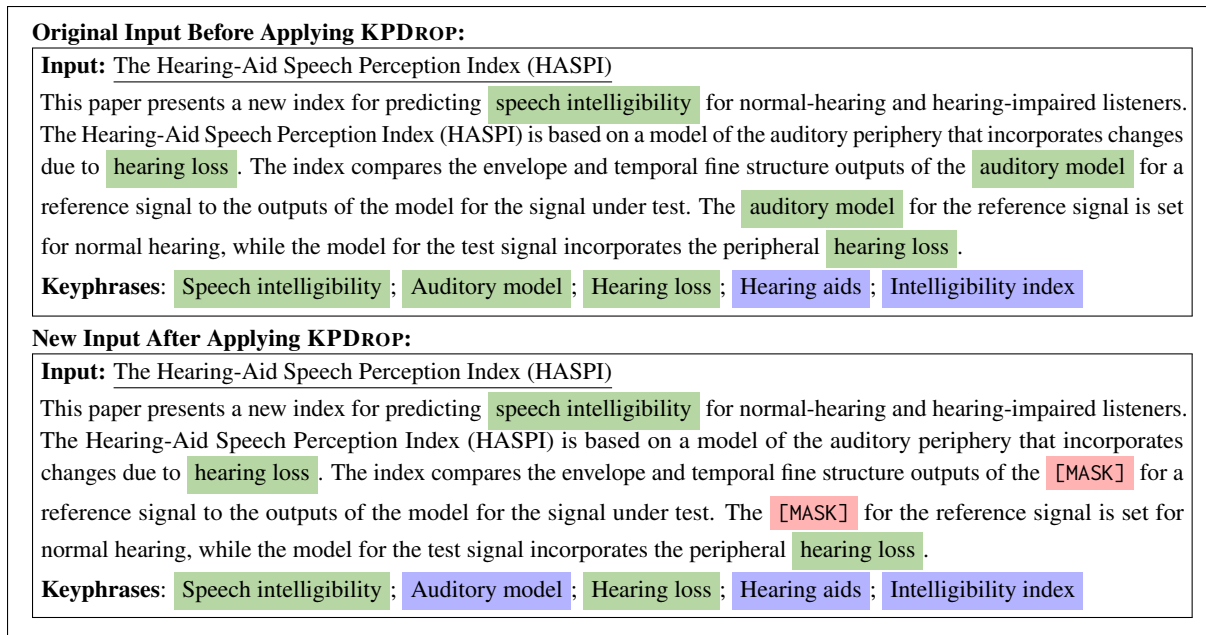 Original Input Before Applying KPDROP:
Input: The Hearing-Aid Speech Perception Index (HASPI)
This paper presents a new index for predicting speech intelligibility for normal-hearing and hearing-impaired listeners.
The Hearing-Aid Speech Perception Index (HASPI) is based on a model of the auditory periphery that incorporates changes
due to hearing loss. The index compares the envelope and temporal fine structure outputs of the auditory model for a
reference signal to the outputs of the model for the signal under test. The auditory model for the reference signal is set
for normal hearing, while the model for the test signal incorporates the peripheral hearing loss.
Keyphrases: Speech intelligibility; Auditory model; Hearing loss; Hearing aids; Intelligibility index
New Input After Applying KPDROP:
Input: The Hearing-Aid Speech Perception Index (HASPI)
This paper presents a new index for predicting speech intelligibility for normal-hearing and hearing-impaired listeners.
The Hearing-Aid Speech Perception Index (HASPI) is based on a model of the auditory periphery that incorporates
changes due to hearing loss. The index compares the envelope and temporal fine structure outputs of the [MASK] for a
reference signal to the outputs of the model for the signal under test. The [MASK] for the reference signal is set for
normal hearing, while the model for the test signal incorporates the peripheral hearing loss.
Keyphrases: Speech intelligibility; Auditory model; Hearing loss; Hearing aids; Intelligibility index